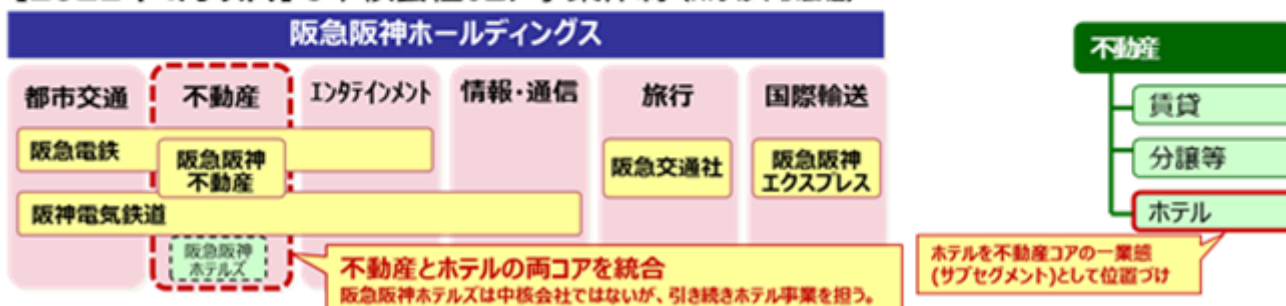 阪急阪神ホールディングス
都市交通
不動産
エンタテインメント
情報・通信
旅行
国際輸送
阪急電鉄
阪急阪神
不動産
阪急交通社
阪急阪神
エクスプレス
阪神電気鉄道
阪急阪神
ホテルズ
不動産とホテルの両コアを統合
阪急阪神ホテルズは中核会社ではないが、引き続きホテル事業を担う。
不動産
賃貸
分譲等
ホテル
ホテルを不動産コアの一業態
(サブセグメント)として位置づけ